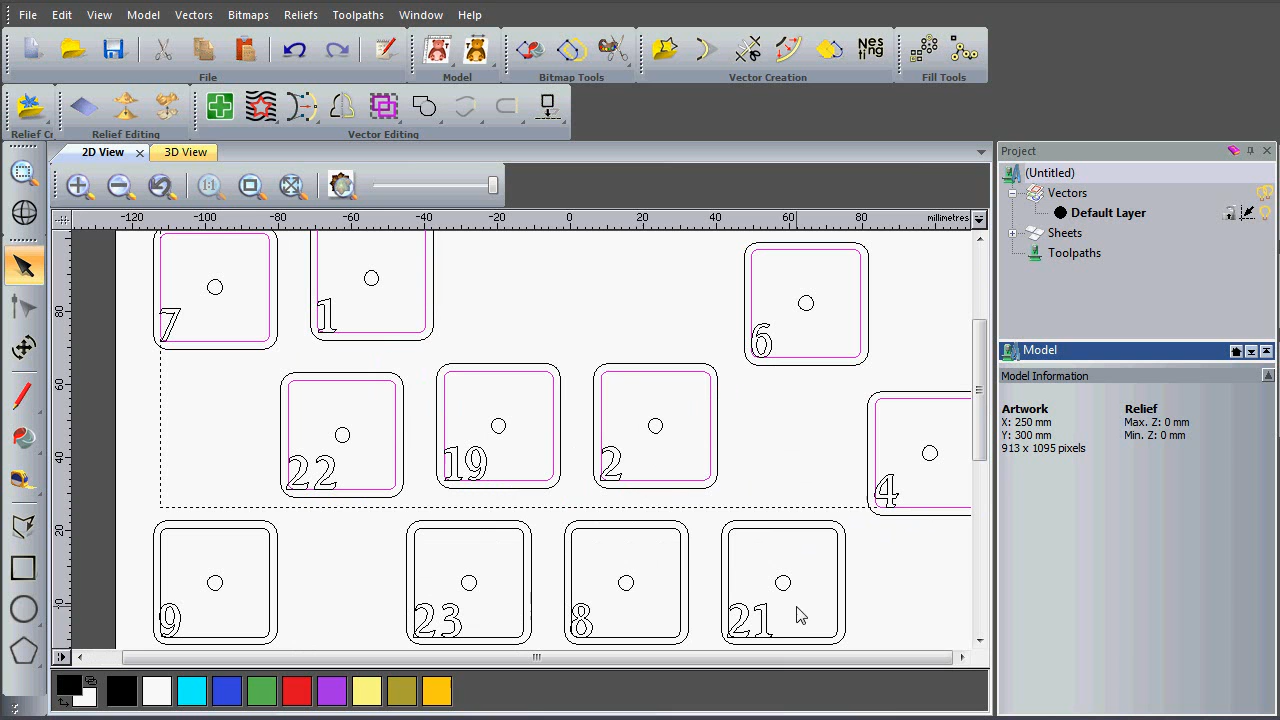 File Edit View Model Vectors Bitmaps Reliefs Toolpaths Window Help
Nesting
File Model Bitmap Tools Vector Creation Fill Tools
Relief Cr Relief Editing Vector Editing
2D View 3D View
Project
(Untitled)
Vectors
Default Layer
Sheets
Toolpaths
1:1
-120 -100 -80 -60 -40 -20 0 20 40 60 80 millimetres
80
60
40
20
7 1 6
22 19 2 4
9 23 8 21
Model
Model Information
Artwork Relief
X: 250 mm Max. Z: 0 mm
Y: 300 mm Min. Z: 0 mm
913 x 1095 pixels